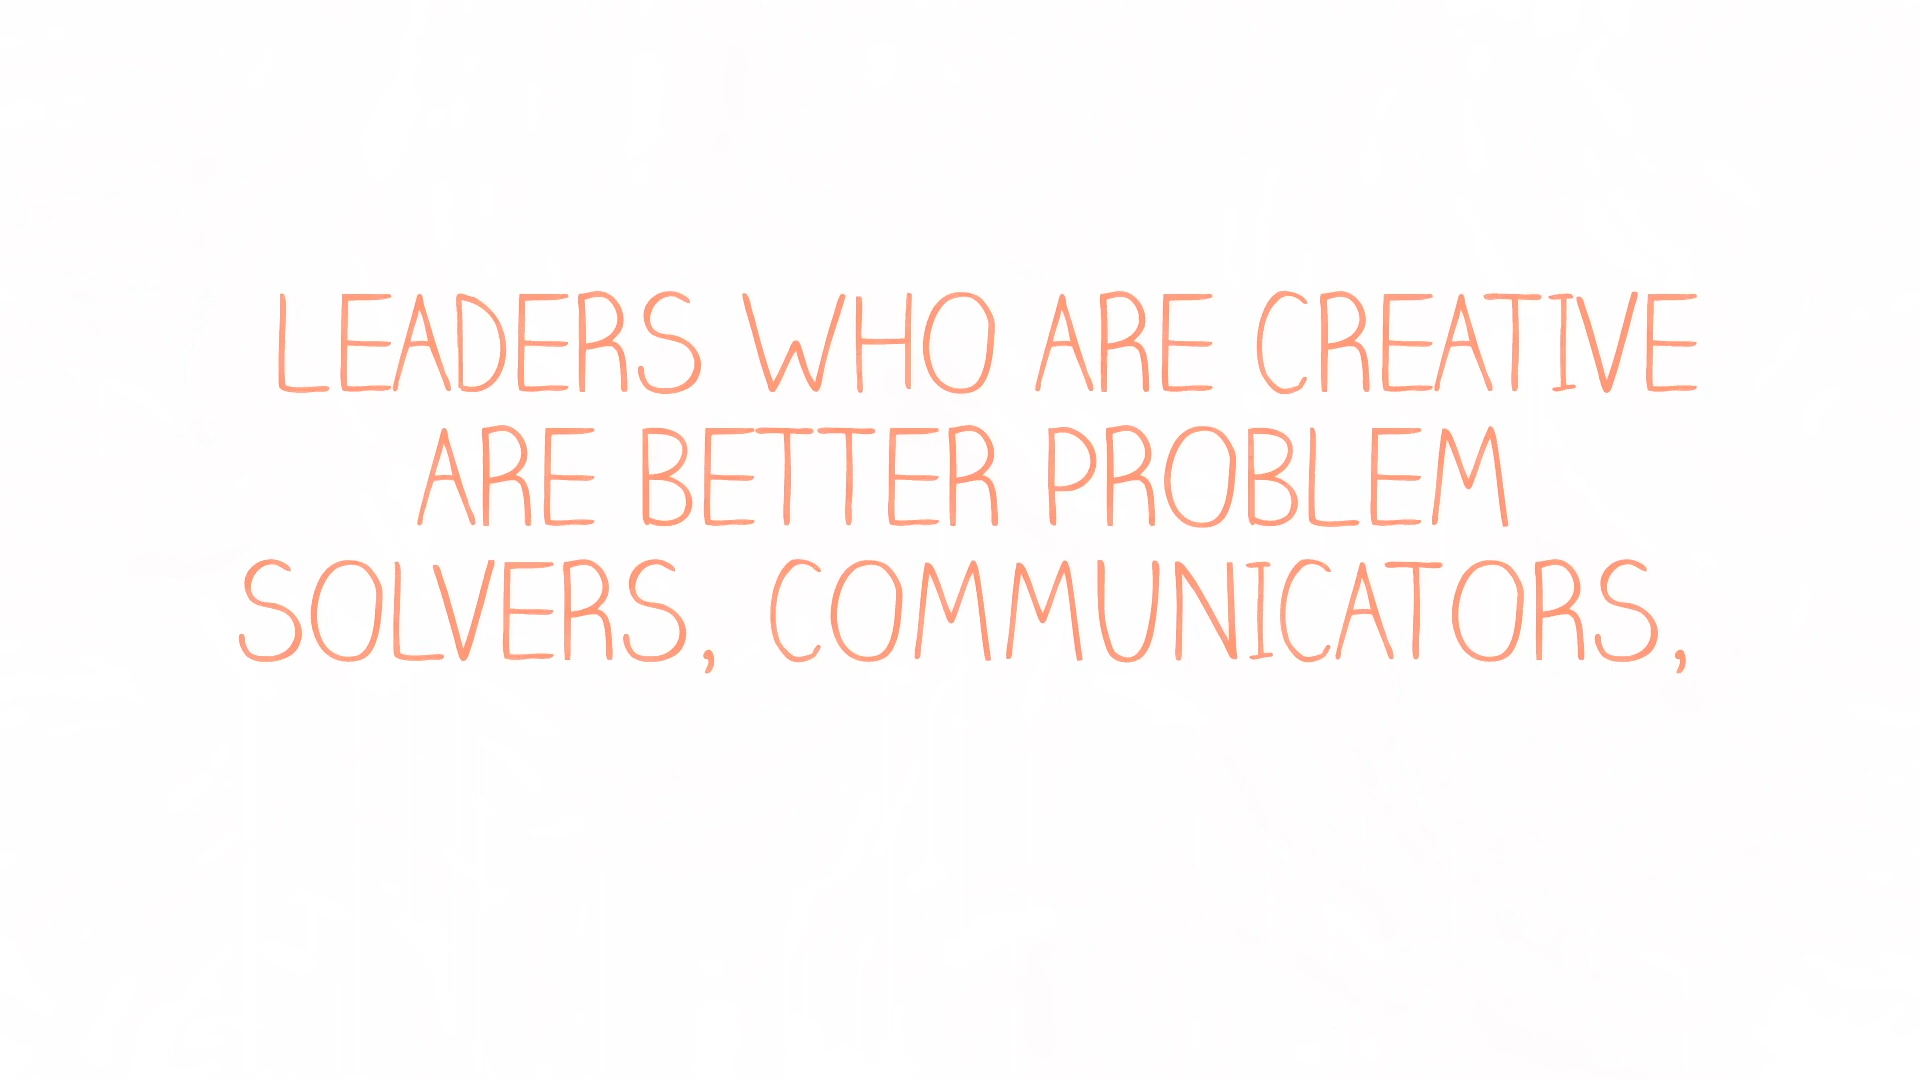 LEADERS WHO ARE CREATIVE
ARE BETTER PROBLEM
SOLVERS, COMMUNICATORS,